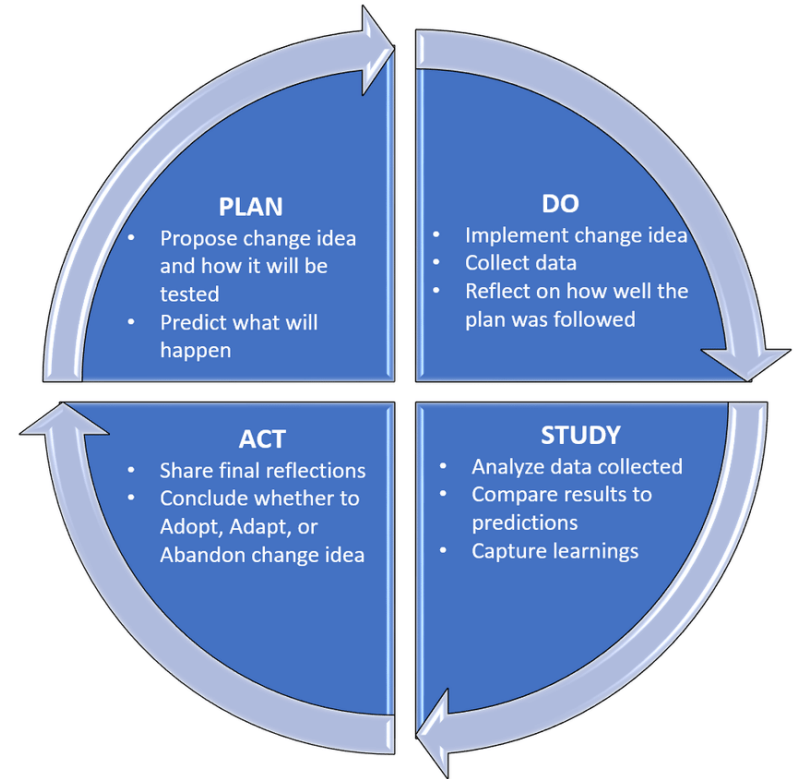 PLAN
• Propose change idea
and how it will be
tested
• Predict what will
happen
DO
• Implement change idea
• Collect data
• Reflect on how well the
plan was followed
STUDY
• Analyze data collected
• Compare results to
predictions
• Capture learnings
ACT
• Share final reflections
• Conclude whether to
Adopt, Adapt, or
Abandon change idea